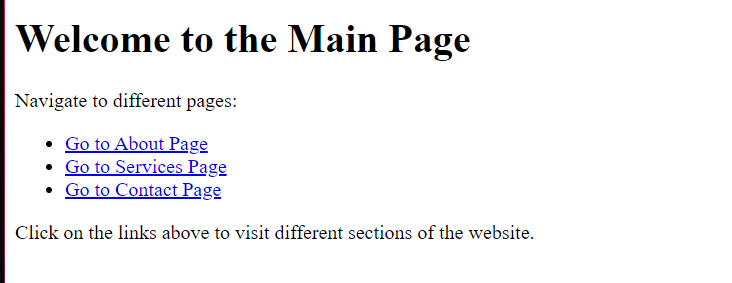 Welcome to the Main Page
Navigate to different pages:
Go to About Page
Go to Services Page
Go to Contact Page
Click on the links above to visit different sections of the website.